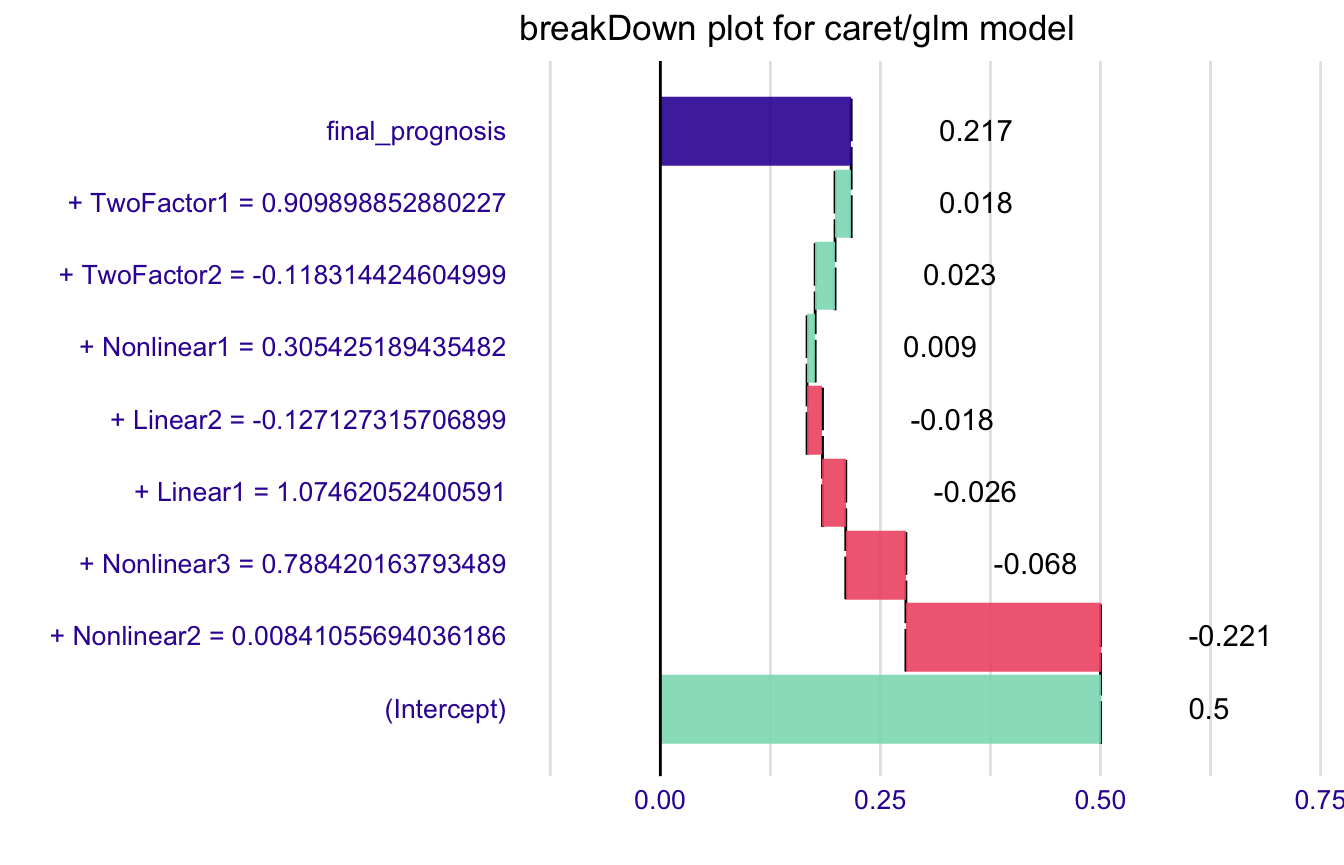 breakDown plot for caret/glm model
final_prognosis 0.217
+ TwoFactor1 = 0.909898852880227 0.018
+ TwoFactor2 = -0.118314424604999 0.023
+ Nonlinear1 = 0.305425189435482 0.009
+ Linear2 = -0.127127315706899 -0.018
+ Linear1 = 1.07462052400591 -0.026
+ Nonlinear3 = 0.788420163793489 -0.068
+ Nonlinear2 = 0.00841055694036186 -0.221
(Intercept) 0.5
0.00 0.25 0.50 0.75